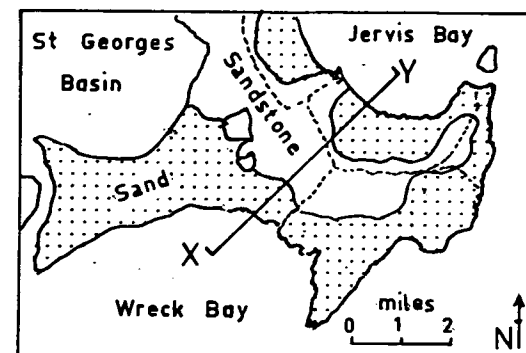 St Georges
Basin
Jervis Bay
Sandstone
Y
Sand
X
Wreck Bay
miles
0 1 2
N